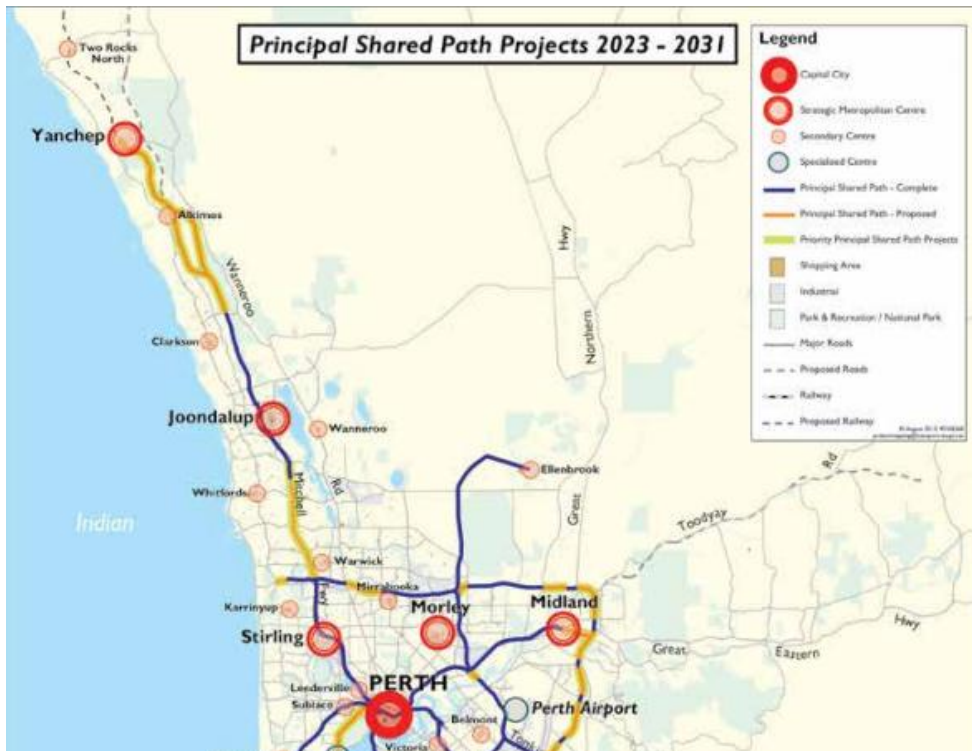 Principal Shared Path Projects 2023 - 2031
Legend
Capital City
Strategic Metropolitan Centre
Secondary Centre
Specialised Centre
Principal Shared Path - Complete
Principal Shared Path - Proposed
Priority Principal Shared Path Projects
Shopping Area
Industrial
Park & Recreation / National Park
Major Roads
Proposed Roads
Railway
Proposed Railway
Two Rocks
North
Yanchep
Alkimos
Wanneroo
Hwy
Northern
Clarkson
Joondalup
Wanneroo
Ellenbrook
Whitfords
Mitchell
Rd
Great
Toodyay
Rd
Indian
Warwick
Mirrabooka
Fwy
Karrinyup
Morley
Midland
Hwy
Stirling
Great
Eastern
Leederville
PERTH
Subiaco
Perth Airport
Belmont
Victoria